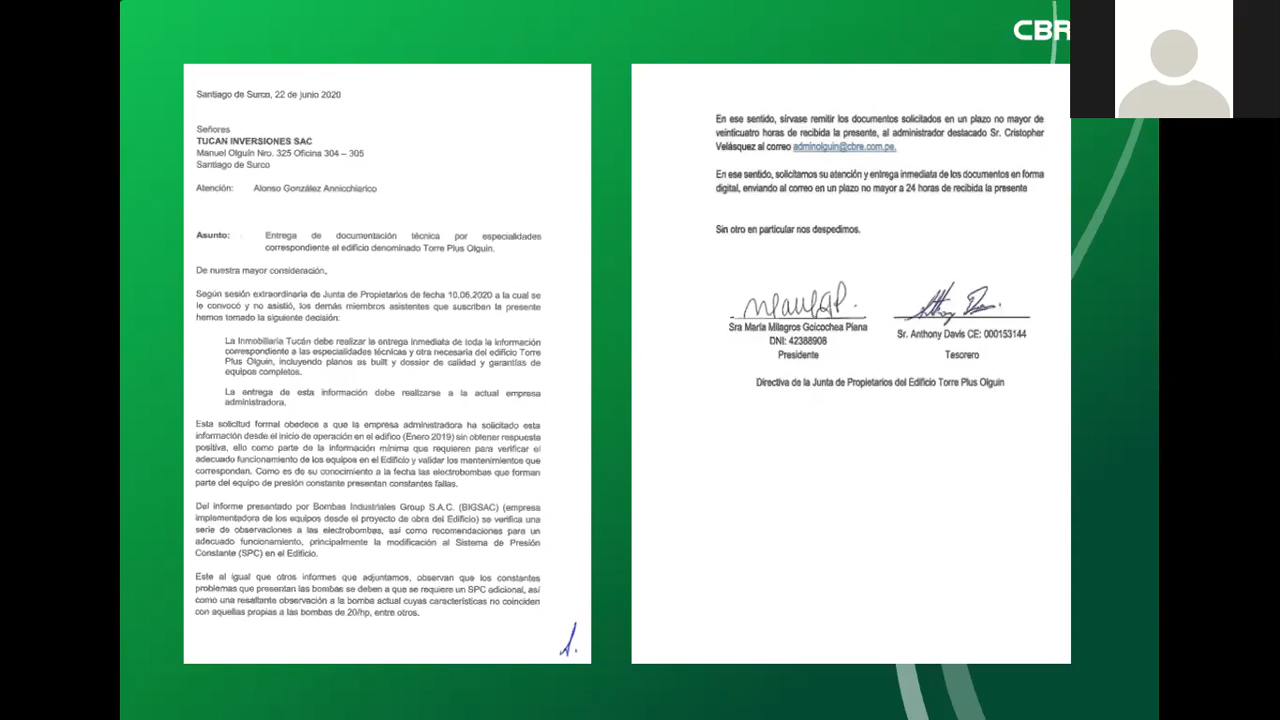 CBR
Santiago de Surco, 22 de junio 2020
Señores
TUCAN INVERSIONES SAC
Manuel Olguín Nro. 325 Oficina 304 – 305
Santiago de Surco
Atención: Alonso González Annicchiarico
Asunto: Entrega de documentación técnica por especialidades
correspondiente el edificio denominado Torre Plus Olguin.
De nuestra mayor consideración,
Según sesión extraordinaria de Junta de Propietarios de fecha 10.06.2020 a la cual se
le convocó y no asistió, los demás miembros asistentes que suscriban la presente
hemos tomado la siguiente decisión:
La Inmobiliaria Tucán debe realizar la entrega inmediata de toda la información
correspondiente a las especialidades técnicas y otra necesaria del edificio Torre
Plus Olguin, incluyendo planos as built y dossier de calidad y garantías de
equipos completos.
La entrega de esta información debe realizarse a la actual empresa
administradora.
Esta solicitud formal obedece a que la empresa administradora ha solicitado esta
información desde el inicio de operación en el edifico (Enero 2019) sin obtener respuesta
positiva, ello como parte de la información mínima que requieren para verificar el
adecuado funcionamiento de los equipos en el Edificio y validar los mantenimientos que
correspondan. Como es de su conocimiento a la fecha las electrobombas que forman
parte del equipo de presión constante presentan constantes fallas.
Del informe presentado por Bombas Industriales Group S.A.C. (BIGSAC) (empresa
implementadora de los equipos desde el proyecto de obra del Edificio) se verifica una
serie de observaciones a las electrobombas, así como recomendaciones para un
adecuado funcionamiento, principalmente la modificación al Sistema de Presión
Constante (SPC) en el Edificio.
Este al igual que otros informes que adjuntamos, observan que los constantes
problemas que presentan las bombas se deben a que se requiere un SPC adicional, así
como una resaltante observación a la bomba actual cuyas características no coinciden
con aquellas propias a las bombas de 20/hp, entre otros.
En ese sentido, sírvase remitir los documentos solicitados en un plazo no mayor de
veinticuatro horas de recibida la presente, al administrador destacado Sr. Cristopher
Velásquez al correo adminolguin@cbre.com.pe.
En ese sentido, solicitamos su atención y entrega inmediata de los documentos en forma
digital, enviando al correo en un plazo no mayor a 24 horas de recibida la presente
Sin otro en particular nos despedimos.
Sra María Milagros Goicochea Piana
DNI: 42388908
Presidente
Sr. Anthony Davis CE: 000153144
Tesorero
Directiva de la Junta de Propietarios del Edificio Torre Plus Olguin